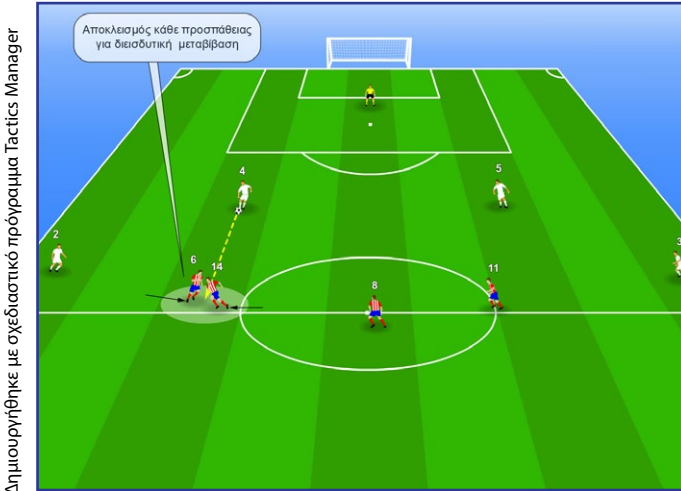 Δημιουργήθηκε με σχεδιαστικό πρόγραμμα Tactics Manager
Αποκλεισμός κάθε προσπάθειας
για διεισδυτική μεταβίβαση
4
5
2
3
6
14
11
8